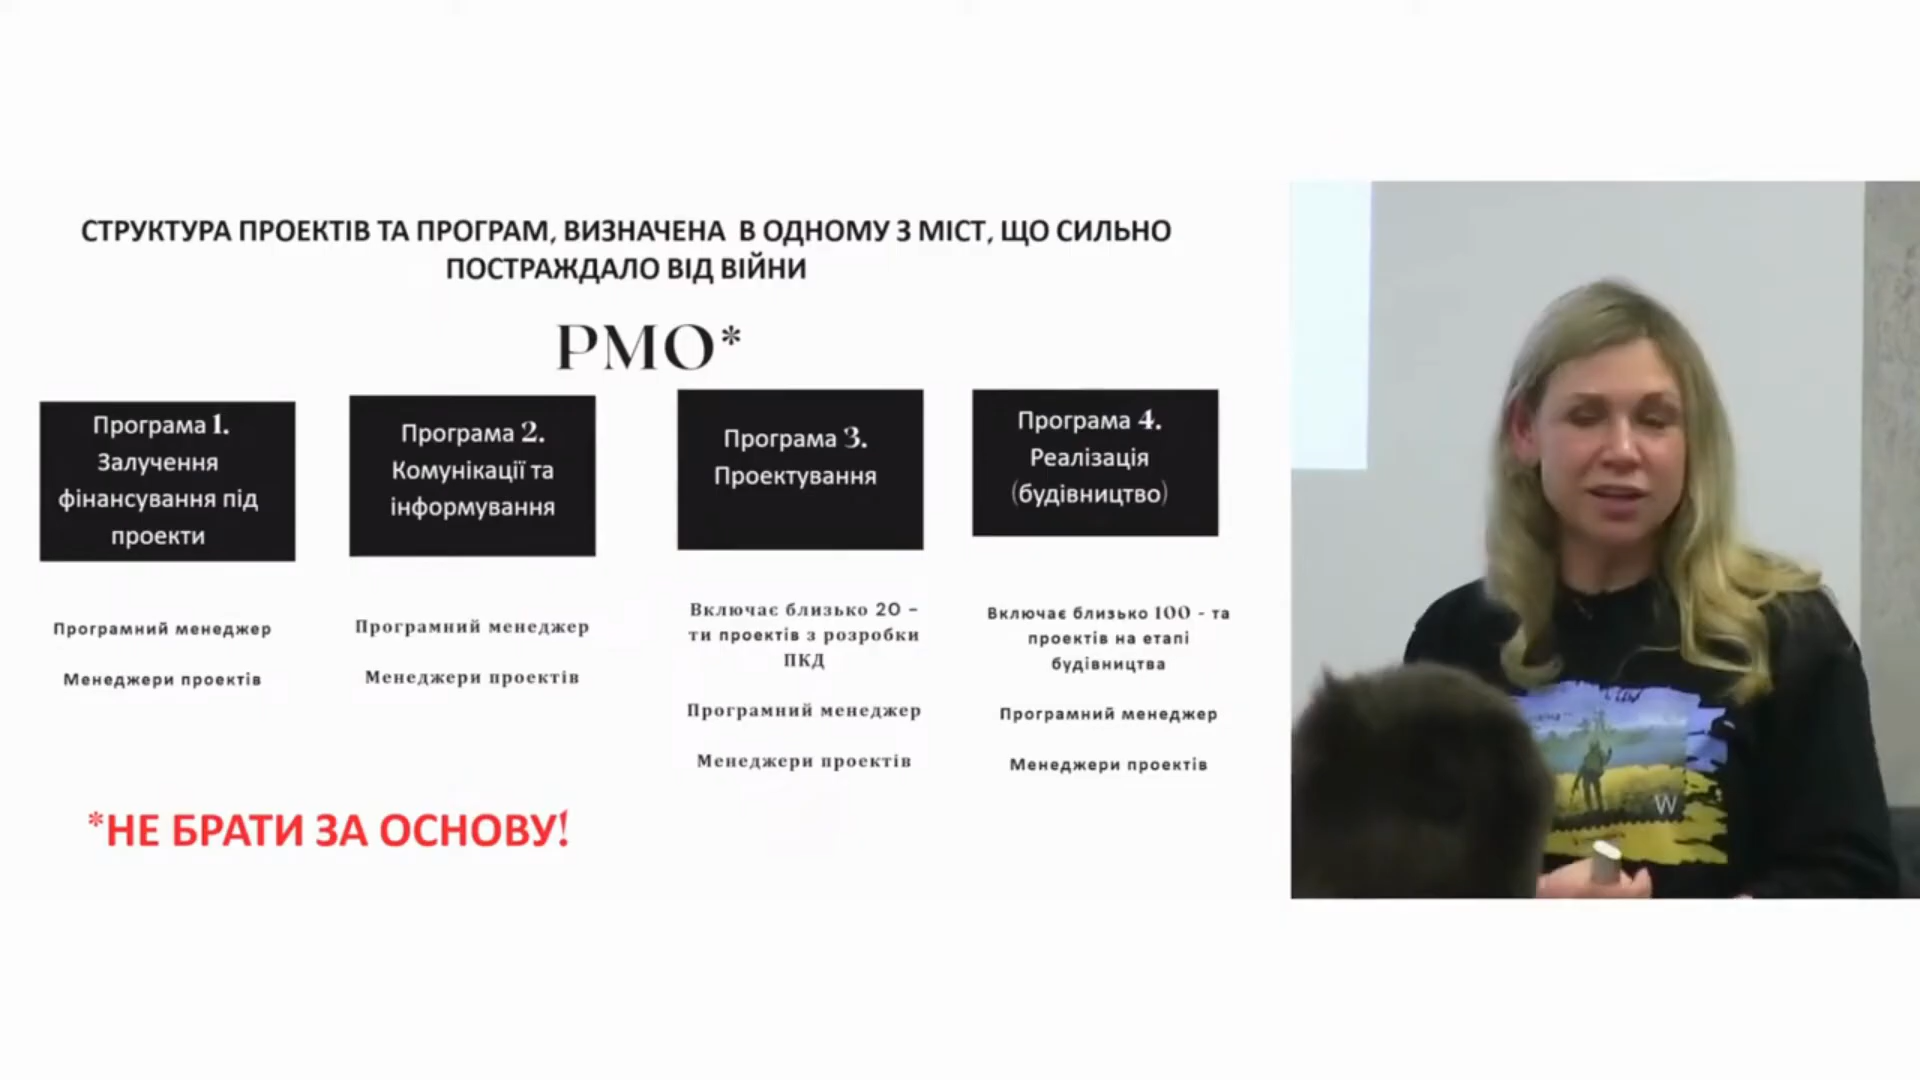 СТРУКТУРА ПРОЕКТІВ ТА ПРОГРАМ, ВИЗНАЧЕНА В ОДНОМУ З МІСТ, ЩО СИЛЬНО
ПОСТРАЖДАЛО ВІД ВІЙНИ
PMO*
Програма 1.
Залучення
фінансування під
проекти
Програмний менеджер
Менеджери проектів
Програма 2.
Комунікації та
інформування
Програмний менеджер
Менеджери проектів
Програма 3.
Проектування
Включає близько 20 –
ти проектів з розробки
ПКД
Програмний менеджер
Менеджери проектів
Програма 4.
Реалізація
(будівництво)
Включає близько 100 - та
проектів на етапі
будівництва
Програмний менеджер
Менеджери проектів
*НЕ БРАТИ ЗА ОСНОВУ!
W